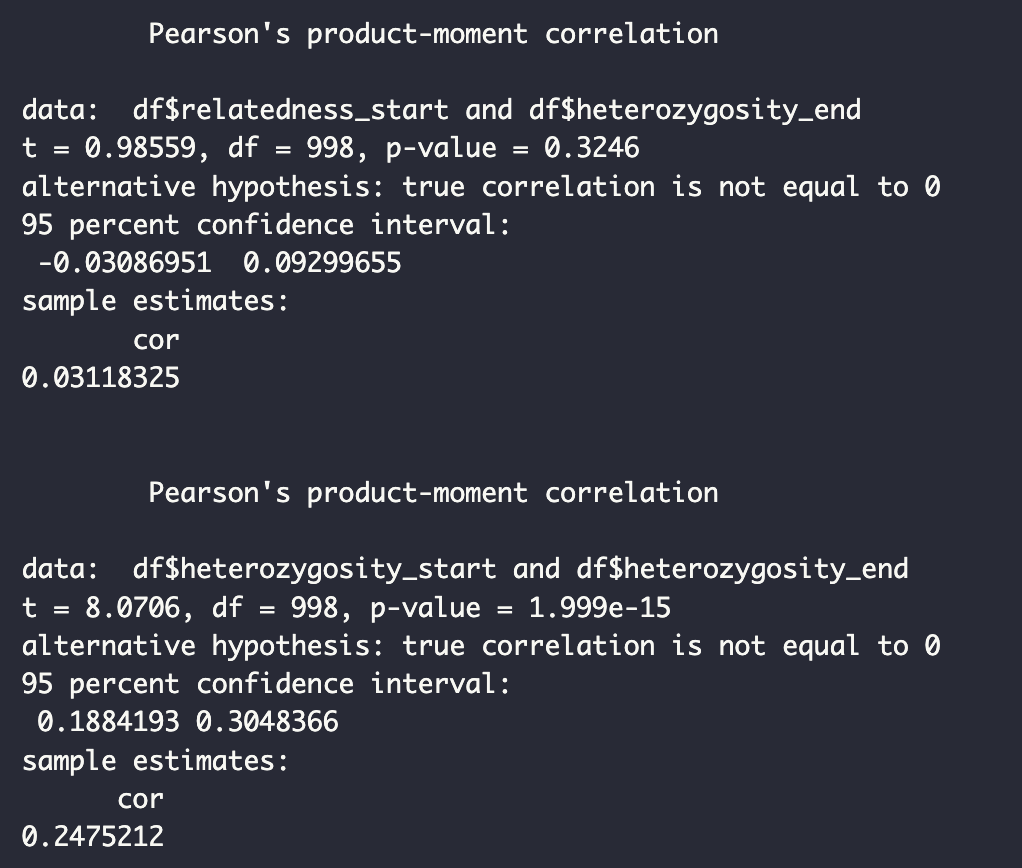 Pearson's product-moment correlation
data:  df$relatedness_start and df$heterozygosity_end
t = 0.98559, df = 998, p-value = 0.3246
alternative hypothesis: true correlation is not equal to 0
95 percent confidence interval:
 -0.03086951  0.09299655
sample estimates:
       cor
0.03118325
Pearson's product-moment correlation
data:  df$heterozygosity_start and df$heterozygosity_end
t = 8.0706, df = 998, p-value = 1.999e-15
alternative hypothesis: true correlation is not equal to 0
95 percent confidence interval:
 0.1884193 0.3048366
sample estimates:
      cor
0.2475212